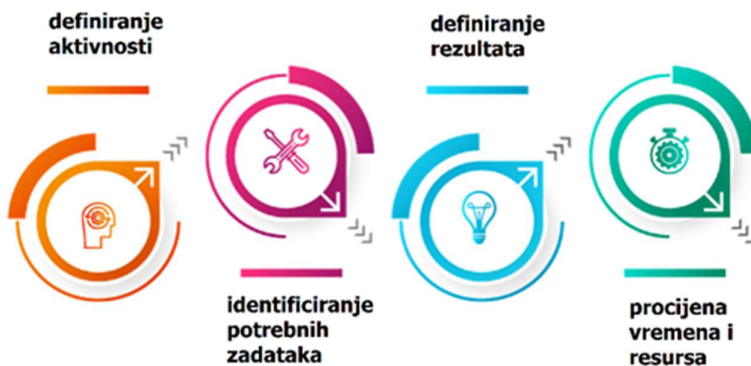 definiranje
aktivnosti
identificiranje
potrebnih
zadataka
definiranje
rezultata
procijena
vremena i
resursa